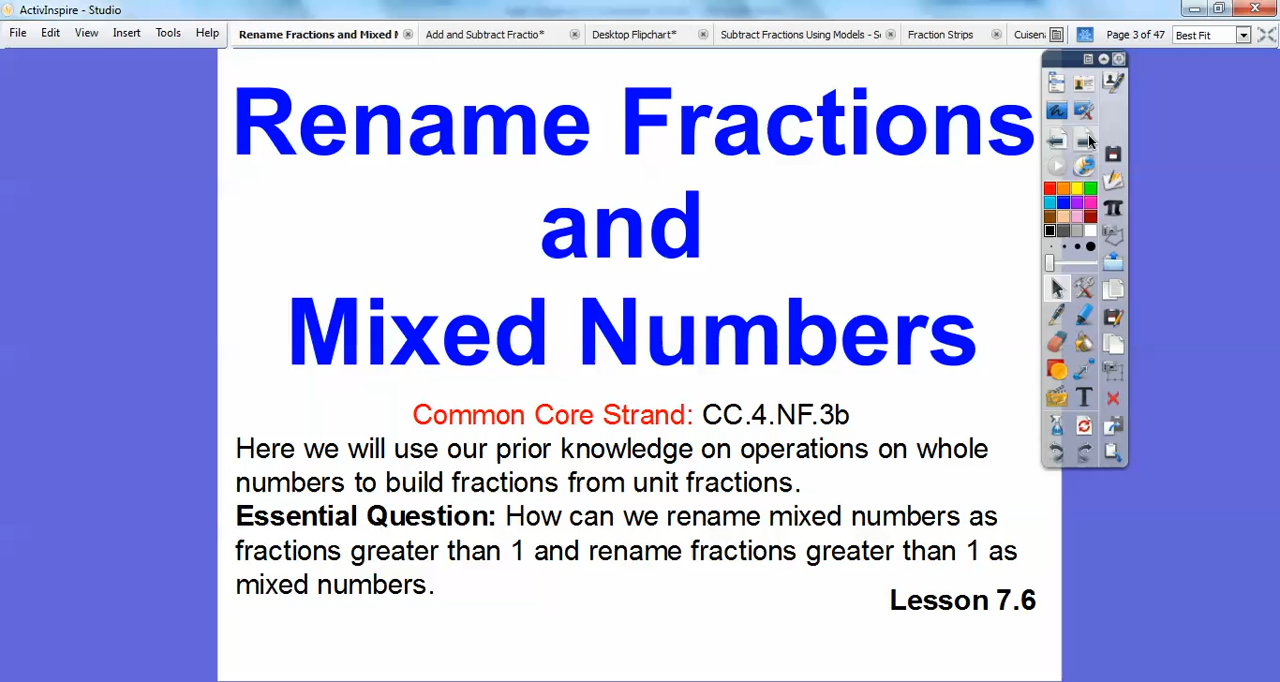 ActivInspire - Studio
File Edit View Insert Tools Help
Rename Fractions and Mixed N Add and Subtract Fractio* Desktop Flipchart* Subtract Fractions Using Models - S Fraction Strips Cuisena Page 3 of 47 Best Fit
Rename Fractions
and
Mixed Numbers
Common Core Strand: CC.4.NF.3b
Here we will use our prior knowledge on operations on whole
numbers to build fractions from unit fractions.
Essential Question: How can we rename mixed numbers as
fractions greater than 1 and rename fractions greater than 1 as
mixed numbers.
Lesson 7.6